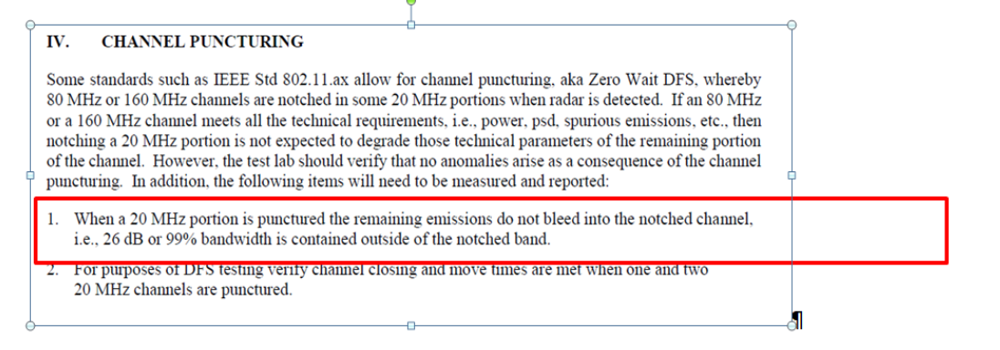 IV. CHANNEL PUNCTURING
Some standards such as IEEE Std 802.11.ax allow for channel puncturing, aka Zero Wait DFS, whereby
80 MHz or 160 MHz channels are notched in some 20 MHz portions when radar is detected. If an 80 MHz
or a 160 MHz channel meets all the technical requirements, i.e., power, psd, spurious emissions, etc., then
notching a 20 MHz portion is not expected to degrade those technical parameters of the remaining portion
of the channel. However, the test lab should verify that no anomalies arise as a consequence of the channel
puncturing. In addition, the following items will need to be measured and reported:
1. When a 20 MHz portion is punctured the remaining emissions do not bleed into the notched channel,
i.e., 26 dB or 99% bandwidth is contained outside of the notched band.
2. For purposes of DFS testing verify channel closing and move times are met when one and two
20 MHz channels are punctured.